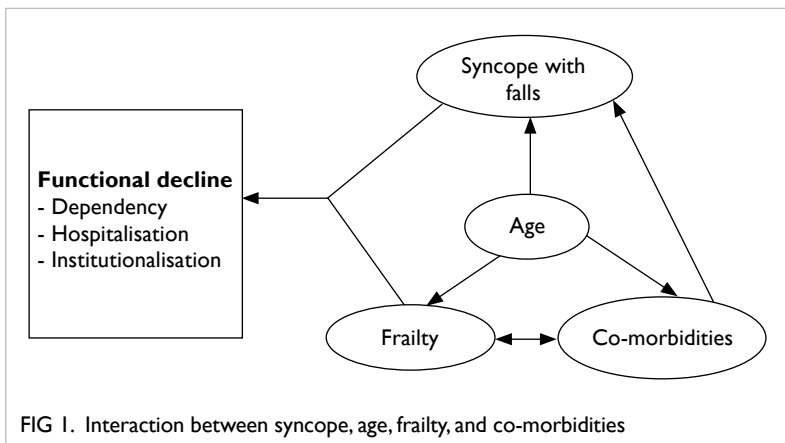 Syncope with
falls
Functional decline
- Dependency
- Hospitalisation
- Institutionalisation
Age
Frailty
Co-morbidities
FIG 1. Interaction between syncope, age, frailty, and co-morbidities